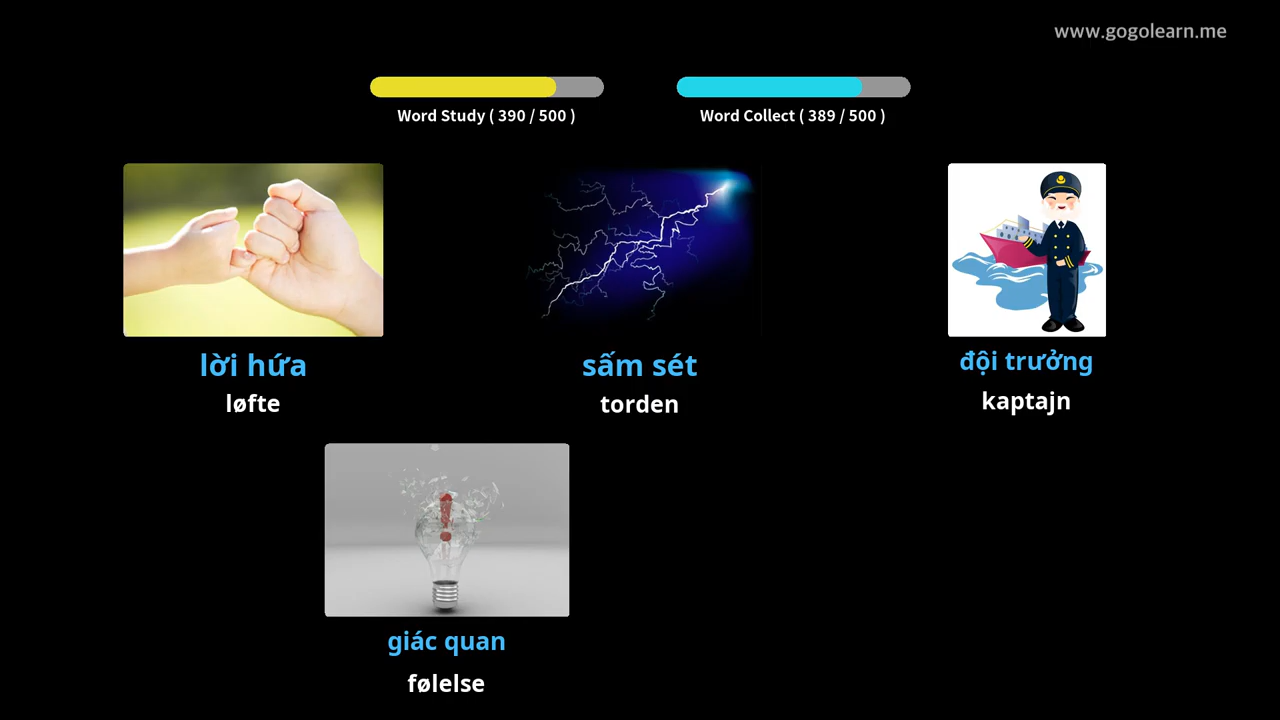 www.gogolearn.me
Word Study ( 390 / 500 )
Word Collect ( 389 / 500 )
lời hứa
løfte
sấm sét
torden
đội trưởng
kaptajn
giác quan
følelse